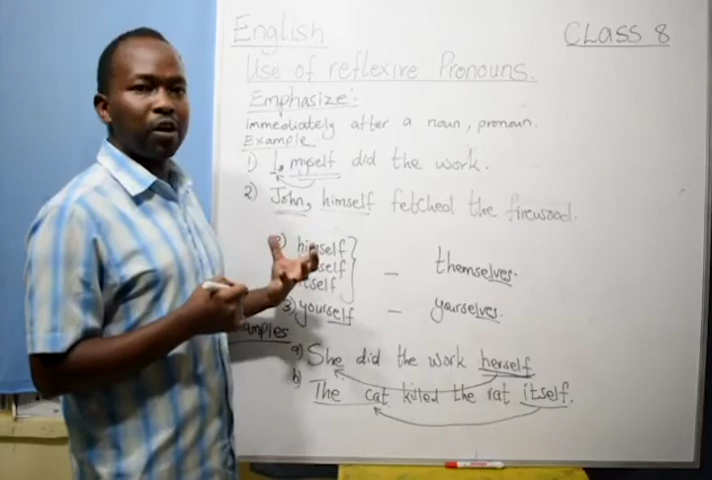 English
CLASS 8
Use of reflexive Pronouns.
Emphasize:
Immediately after a noun, pronoun.
Example:
1) I, myself did the work.
2) John, himself fetched the firewood.
himself
itself
themselves.
3) yourself - yourselves.
a) She did the work herself
b) The cat killed the rat itself.